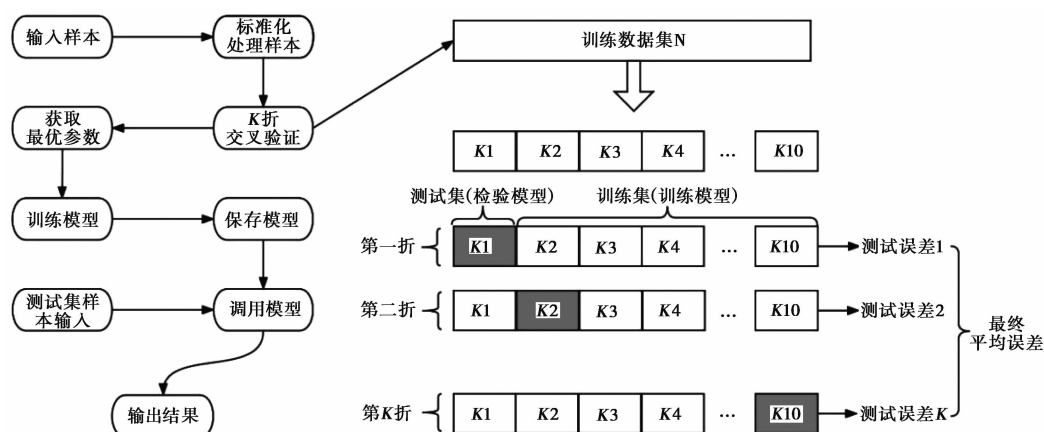 输入样本
标准化
处理样本
获取
最优参数
K折
交叉验证
训练模型
保存模型
测试集样
本输入
调用模型
输出结果
训练数据集N
K1 K2 K3 K4 … K10
测试集(检验模型) 训练集(训练模型)
第一折 K1 K2 K3 K4 … K10 测试误差1
第二折 K1 K2 K3 K4 … K10 测试误差2
第K折 K1 K2 K3 K4 … K10 测试误差K
最终
平均误差